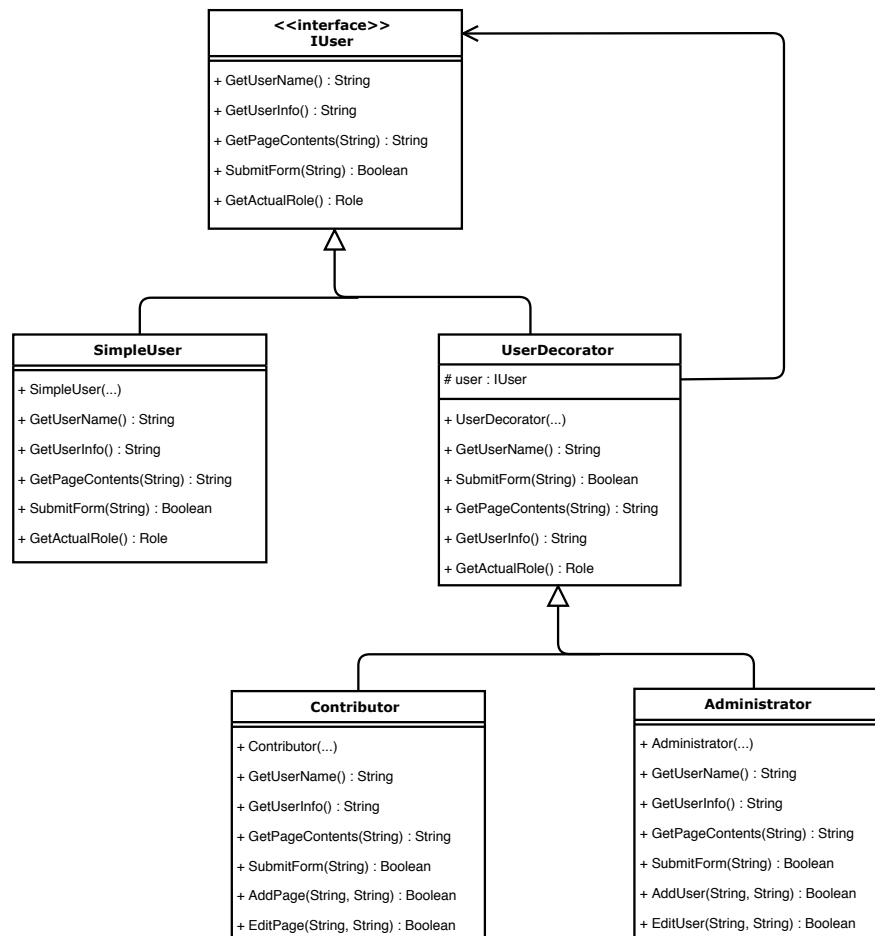 <<interface>>
IUser
+ GetUserName() : String
+ GetUserInfo() : String
+ GetPageContents(String) : String
+ SubmitForm(String) : Boolean
+ GetActualRole() : Role
SimpleUser
+ SimpleUser(...)
+ GetUserName() : String
+ GetUserInfo() : String
+ GetPageContents(String) : String
+ SubmitForm(String) : Boolean
+ GetActualRole() : Role
UserDecorator
# user : IUser
+ UserDecorator(...)
+ GetUserName() : String
+ SubmitForm(String) : Boolean
+ GetPageContents(String) : String
+ GetUserInfo() : String
+ GetActualRole() : Role
Contributor
+ Contributor(...)
+ GetUserName() : String
+ GetUserInfo() : String
+ GetPageContents(String) : String
+ SubmitForm(String) : Boolean
+ AddPage(String, String) : Boolean
+ EditPage(String, String) : Boolean
Administrator
+ Administrator(...)
+ GetUserName() : String
+ GetUserInfo() : String
+ GetPageContents(String) : String
+ SubmitForm(String) : Boolean
+ AddUser(String, String) : Boolean
+ EditUser(String, String) : Boolean